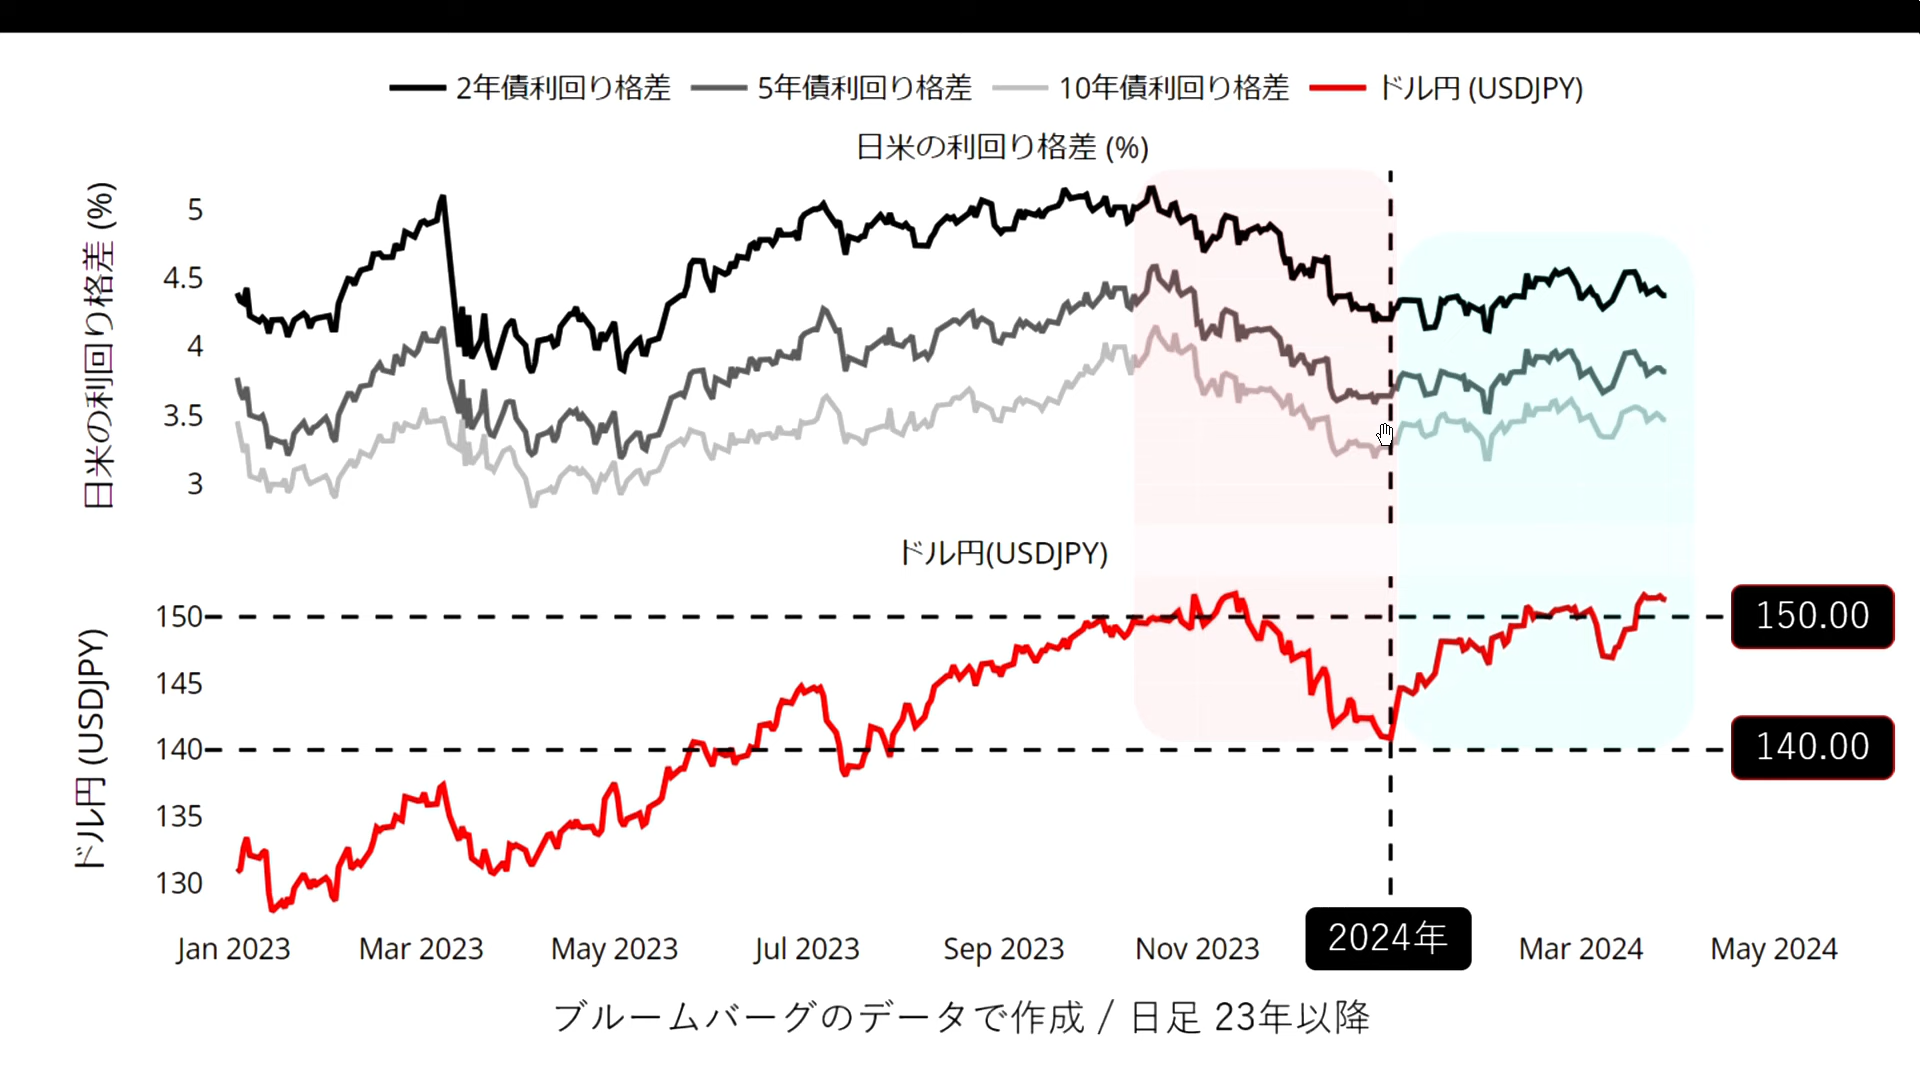 2年債利回り格差 5年債利回り格差 10年債利回り格差 ドル円 (USDJPY)
日米の利回り格差 (%)
日米の利回り格差 (%)
5
4.5
4
3.5
3
ドル円(USDJPY)
ドル円 (USDJPY)
150
145
140
135
130
150.00
140.00
Jan 2023 Mar 2023 May 2023 Jul 2023 Sep 2023 Nov 2023 2024年 Mar 2024 May 2024
ブルームバーグのデータで作成 / 日足 23年以降